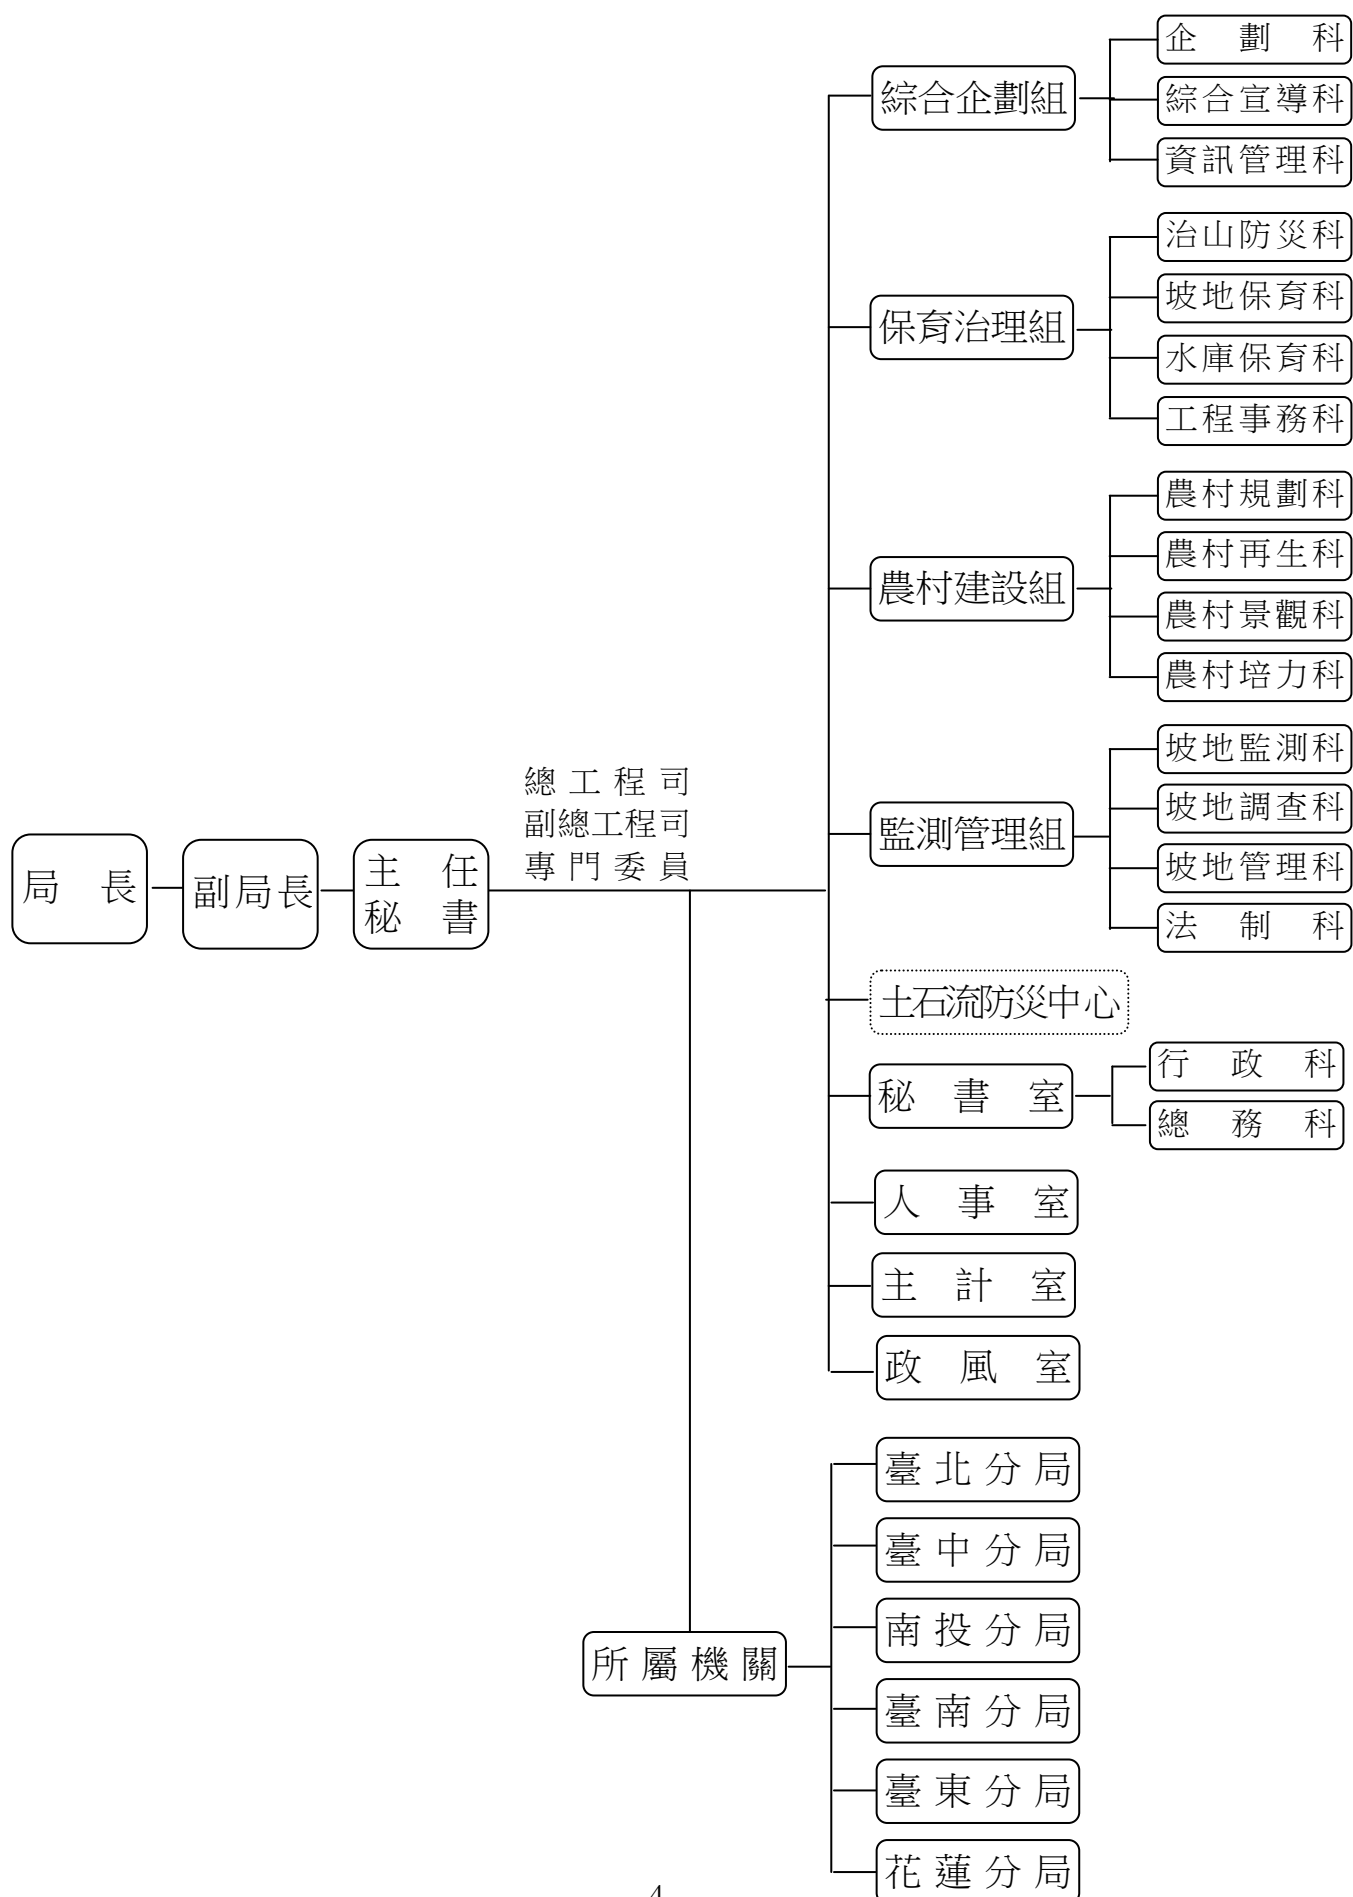 局長
副局長
主任
秘書
總工程司
副總工程司
專門委員
綜合企劃組
企劃科
綜合宣導科
資訊管理科
保育治理組
治山防災科
坡地保育科
水庫保育科
工程事務科
農村建設組
農村規劃科
農村再生科
農村景觀科
農村培力科
監測管理組
坡地監測科
坡地調查科
坡地管理科
法制科
土石流防災中心
秘書室
行政科
總務科
人事室
主計室
政風室
所屬機關
臺北分局
臺中分局
南投分局
臺南分局
臺東分局
花蓮分局
4